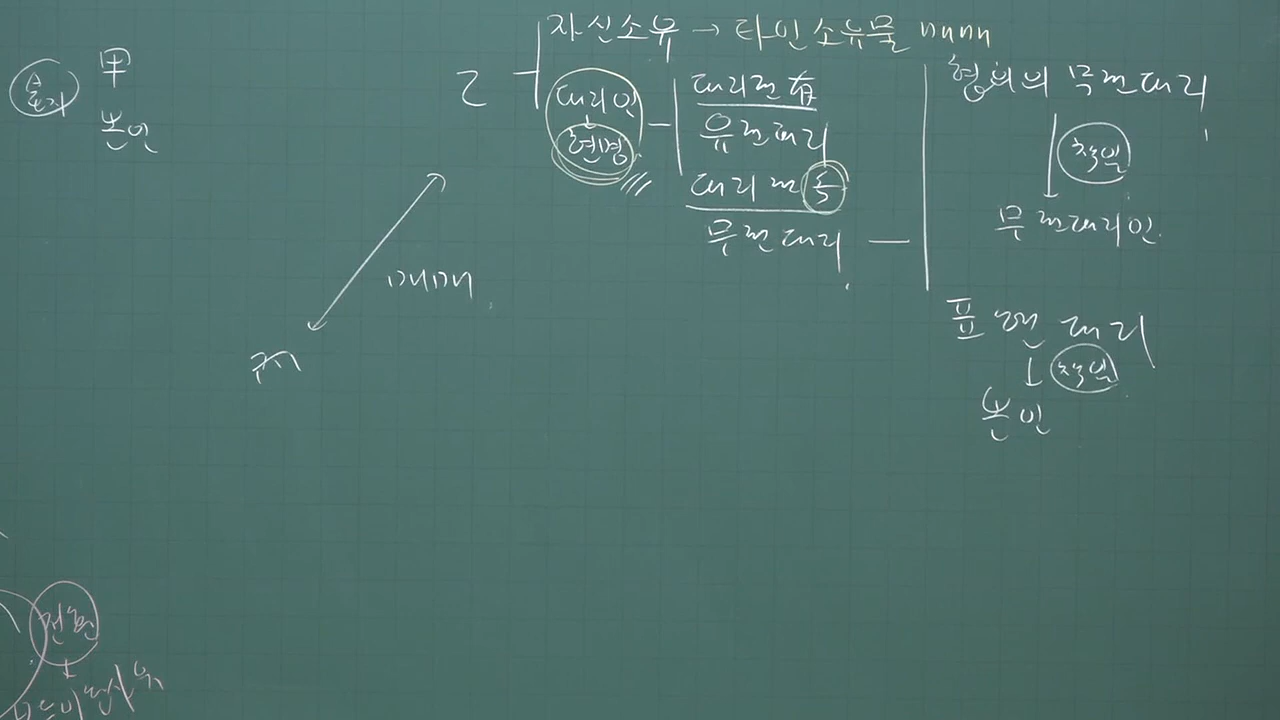 토지
甲
본인
乙
자신소유 → 타인소유물 매매
대리인
현명
대리권 有
유권대리
대리권 등
무권대리
협의의 무권대리
책임
무권대리인
표현대리
책임
본인
매매
丙